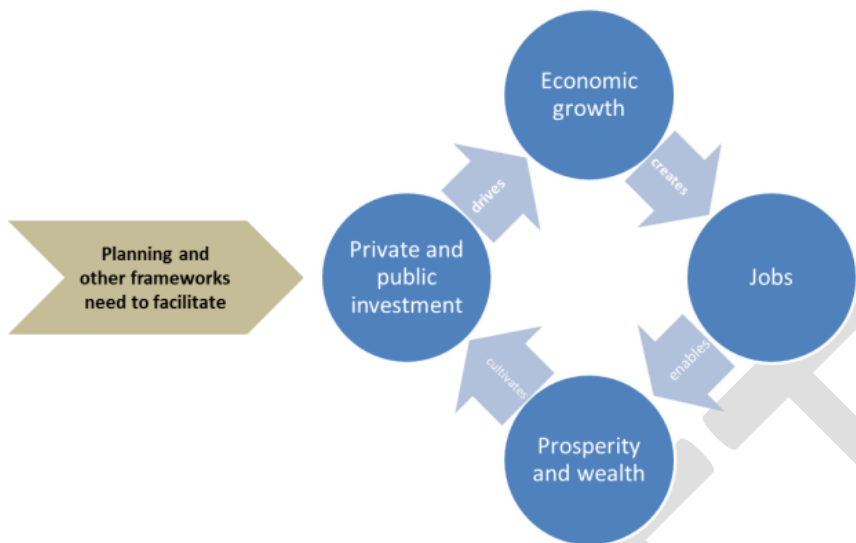 Economic
growth
drives
creates
Planning and
other frameworks
need to facilitate
Private and
public
investment
Jobs
cultivates
enables
Prosperity
and wealth